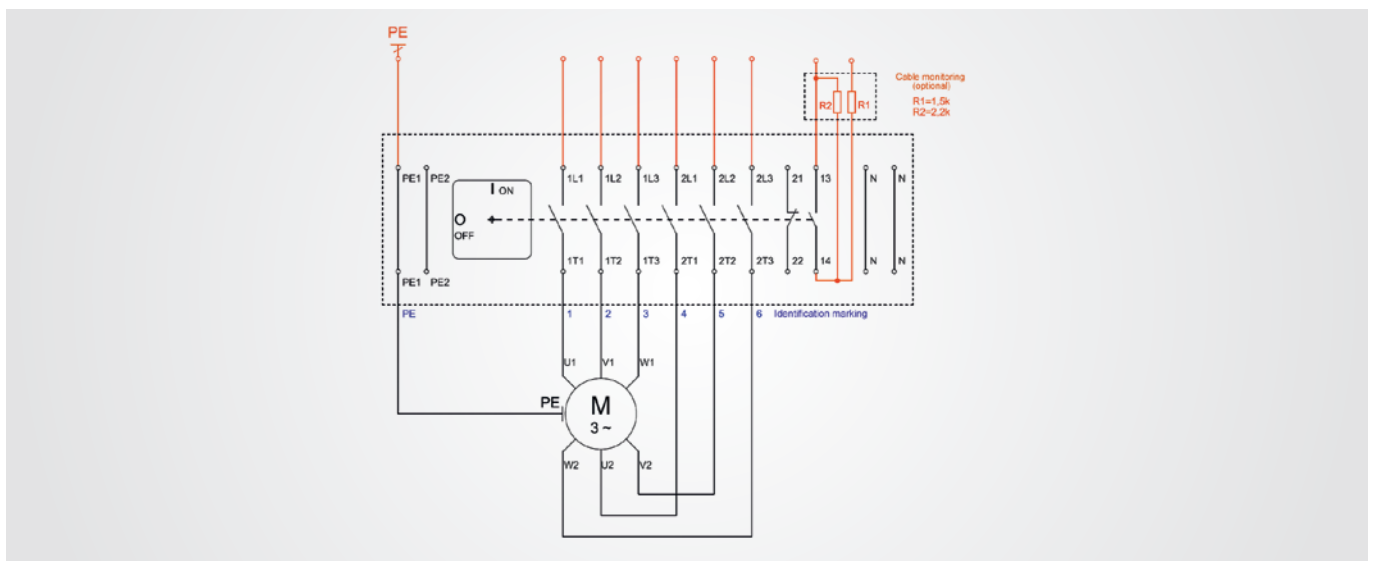 PE
Cable monitoring
(optional)
R1=1,5k
R2=2,2k
R2 R1
PE1 PE2 1L1 1L2 1L3 2L1 2L2 2L3 21 13 N N
I ON
O
OFF
1T1 1T2 1T3 2T1 2T2 2T3 22 14 N N
PE1 PE2
PE 1 2 3 4 5 6 Identification marking
U1 V1 W1
PE
M
3 ~
W2 U2 V2